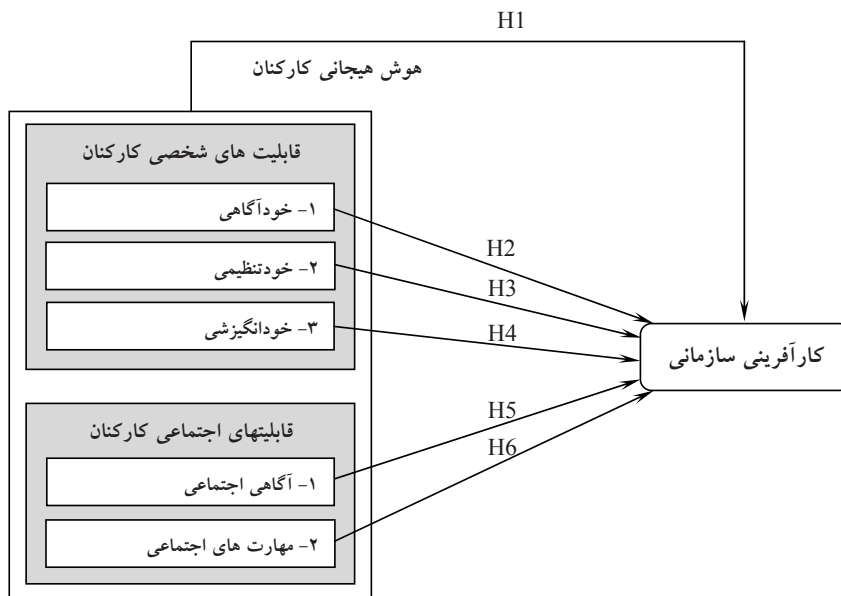 H1
هوش هیجانی کارکنان
قابلیت های شخصی کارکنان
۱- خودآگاهی
H2
۲- خودتنظیمی
H3
۳- خودانگیزشی
H4
کارآفرینی سازمانی
قابلیتهای اجتماعی کارکنان
H5
H6
۱- آگاهی اجتماعی
۲- مهارت های اجتماعی